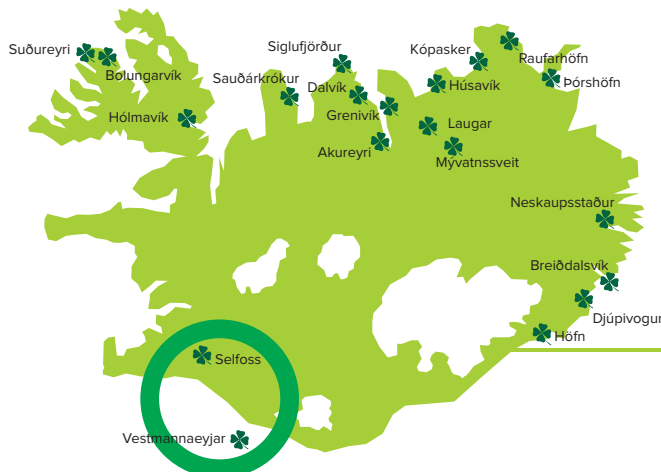 Suðureyri
Bolungarvík
Hólmavík
Siglufjörður
Sauðárkrókur
Dalvík
Grenivík
Akureyri
Kópasker
Húsavík
Raufarhöfn
Þórshöfn
Laugar
Mývatnssveit
Neskaupsstaður
Breiðdalsvík
Djúpivogur
Höfn
Selfoss
Vestmannaeyjar